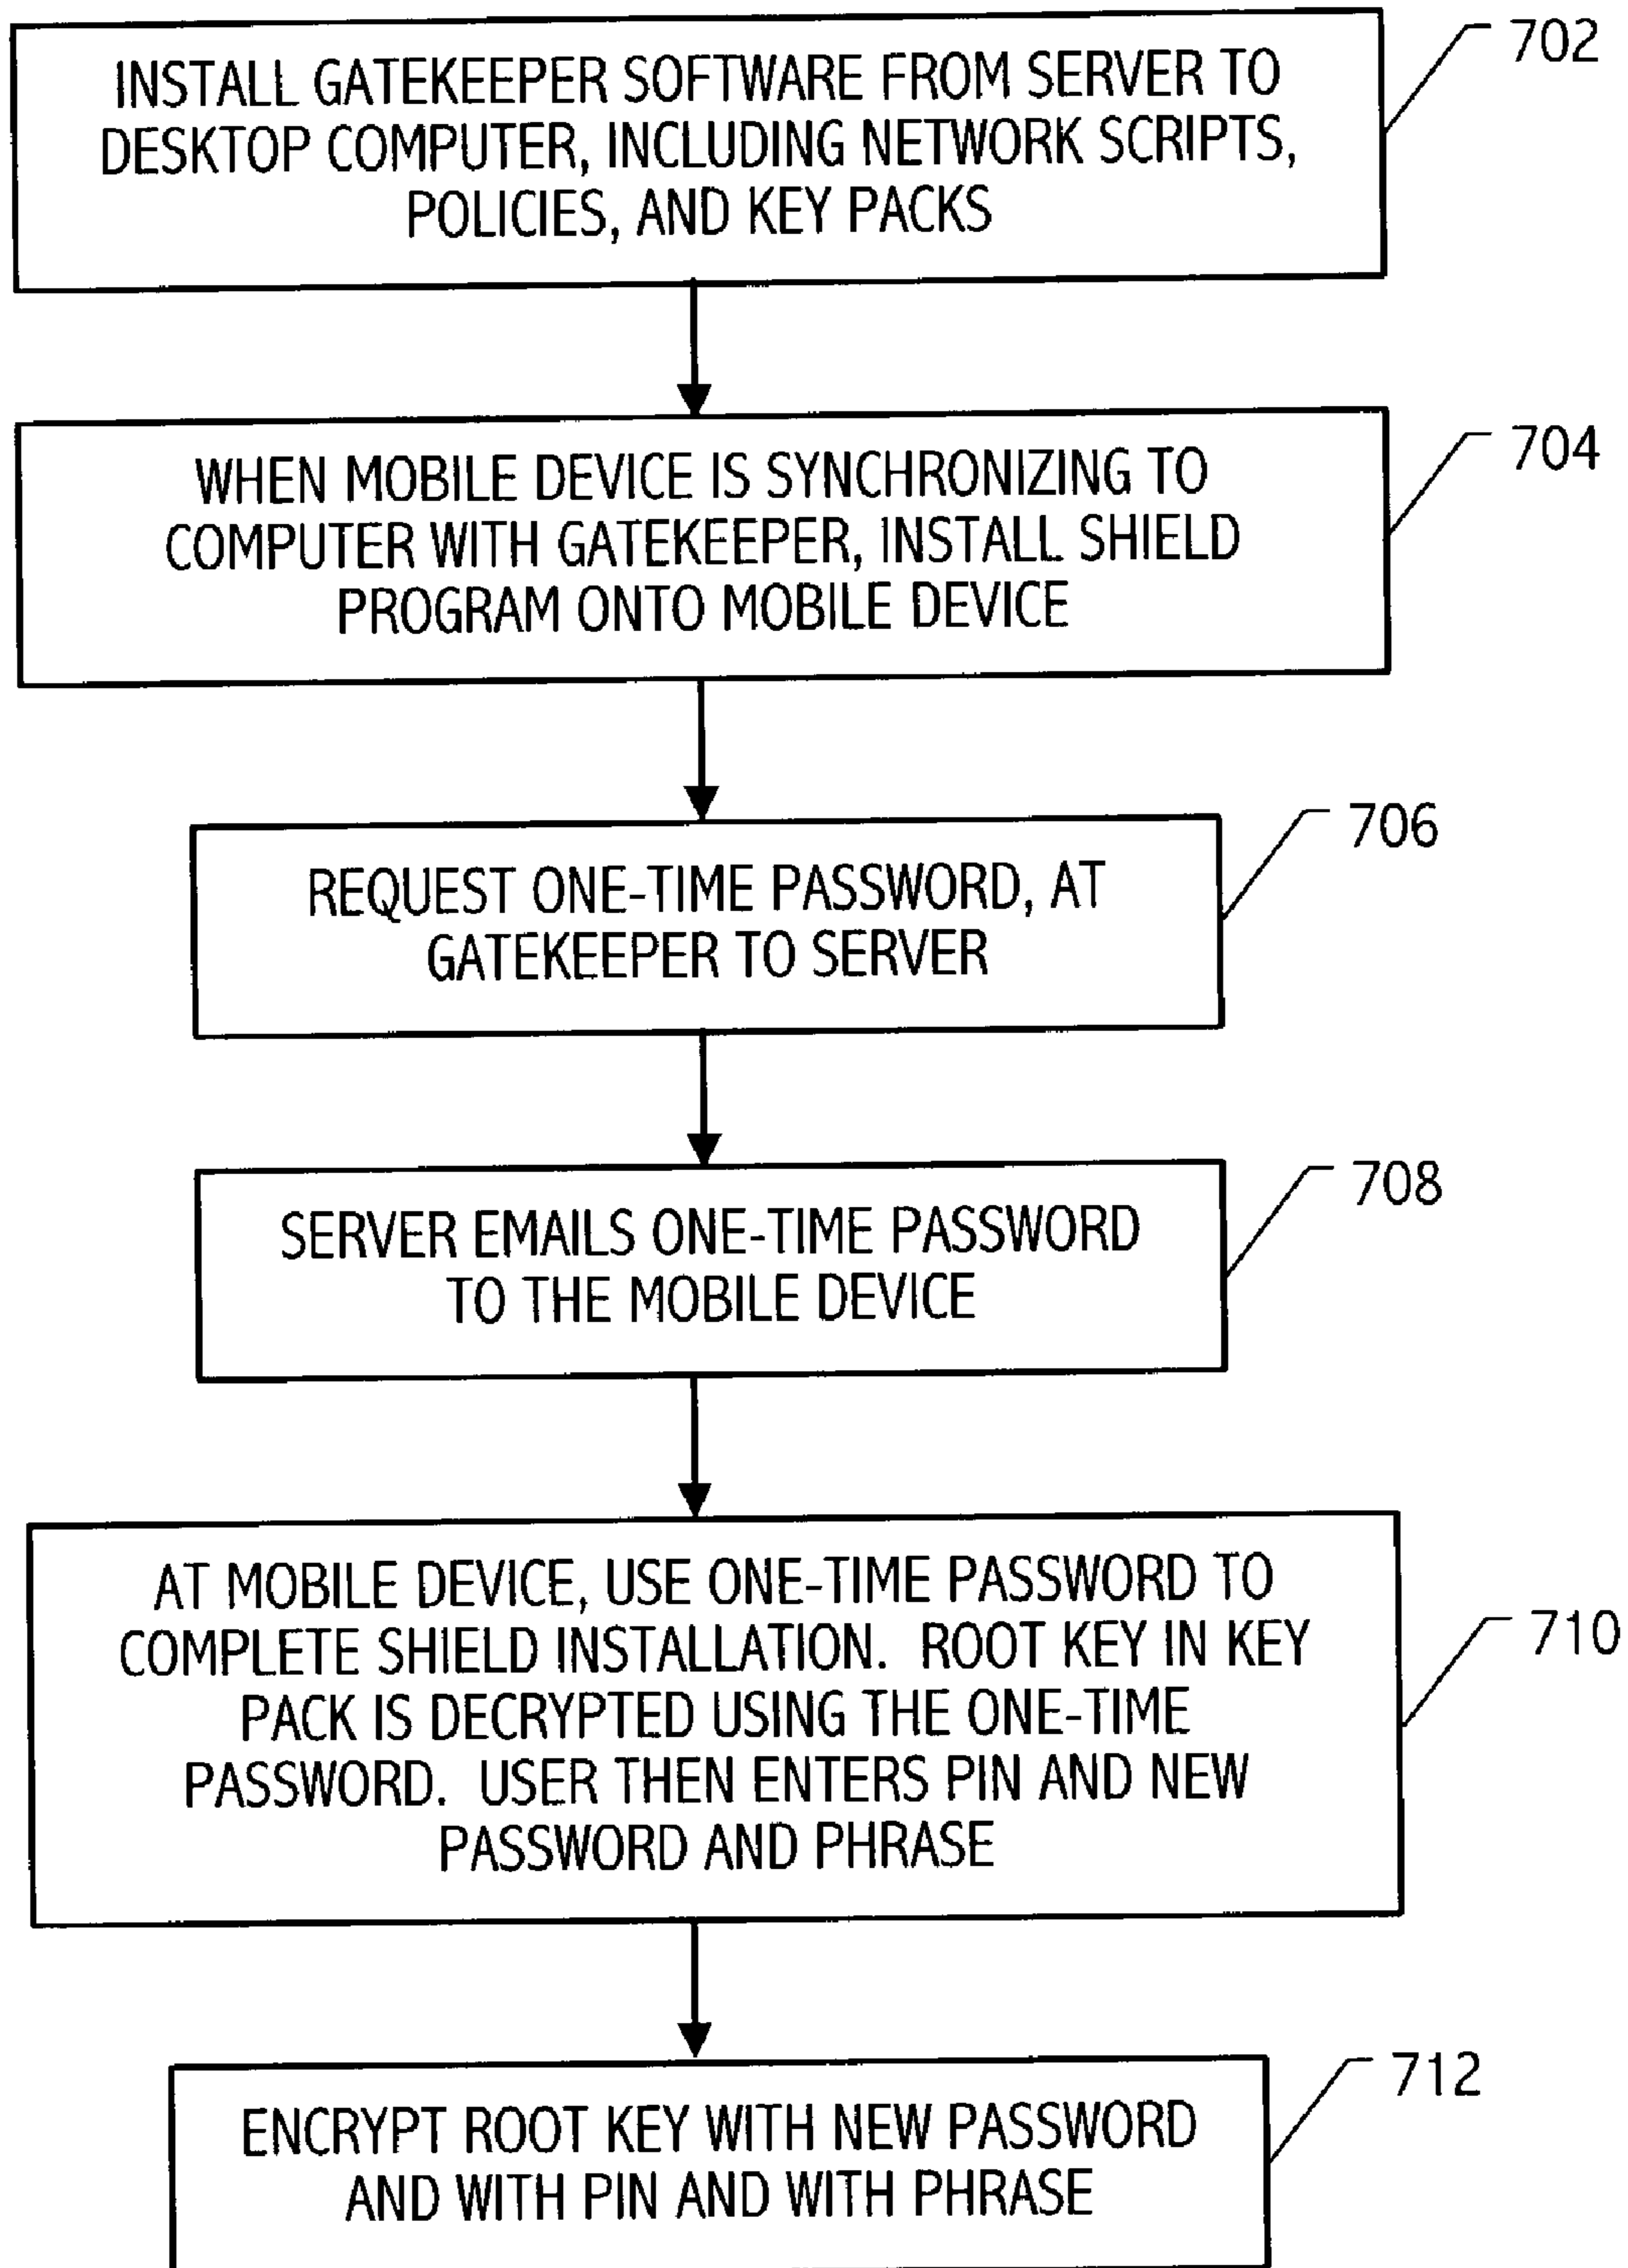 702
INSTALL GATEKEEPER SOFTWARE FROM SERVER TO
DESKTOP COMPUTER, INCLUDING NETWORK SCRIPTS,
POLICIES, AND KEY PACKS
704
WHEN MOBILE DEVICE IS SYNCHRONIZING TO
COMPUTER WITH GATEKEEPER, INSTALL SHIELD
PROGRAM ONTO MOBILE DEVICE
706
REQUEST ONE-TIME PASSWORD, AT
GATEKEEPER TO SERVER
708
SERVER EMAILS ONE-TIME PASSWORD
TO THE MOBILE DEVICE
710
AT MOBILE DEVICE, USE ONE-TIME PASSWORD TO
COMPLETE SHIELD INSTALLATION. ROOT KEY IN KEY
PACK IS DECRYPTED USING THE ONE-TIME
PASSWORD. USER THEN ENTERS PIN AND NEW
PASSWORD AND PHRASE
712
ENCRYPT ROOT KEY WITH NEW PASSWORD
AND WITH PIN AND WITH PHRASE